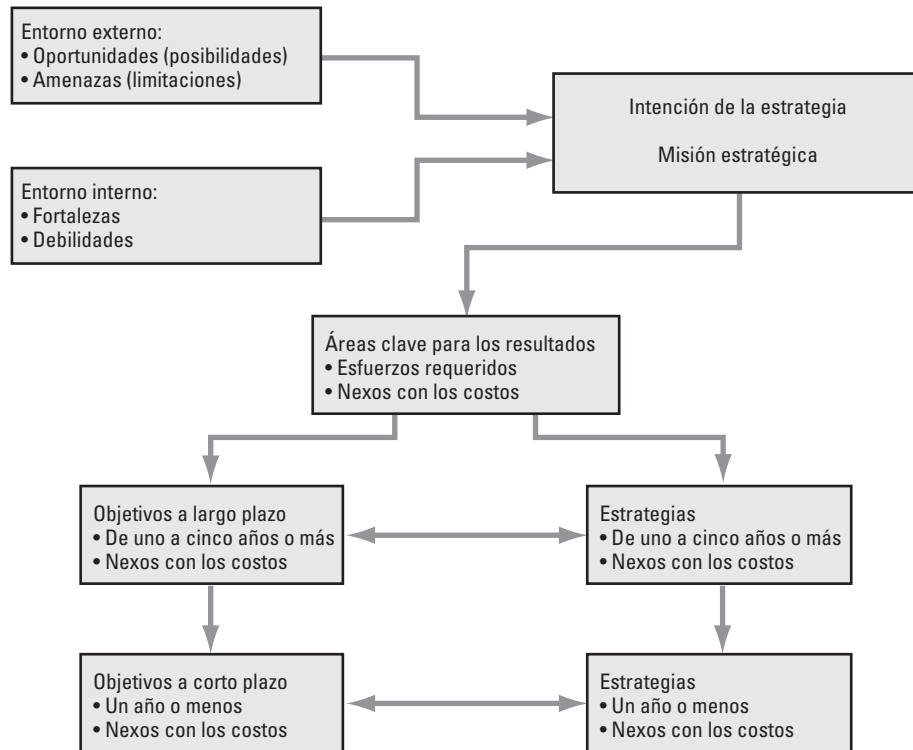 Entorno externo:
• Oportunidades (posibilidades)
• Amenazas (limitaciones)
Intención de la estrategia
Misión estratégica
Entorno interno:
• Fortalezas
• Debilidades
Áreas clave para los resultados
• Esfuerzos requeridos
• Nexos con los costos
Objetivos a largo plazo
• De uno a cinco años o más
• Nexos con los costos
Estrategias
• De uno a cinco años o más
• Nexos con los costos
Objetivos a corto plazo
• Un año o menos
• Nexos con los costos
Estrategias
• Un año o menos
• Nexos con los costos